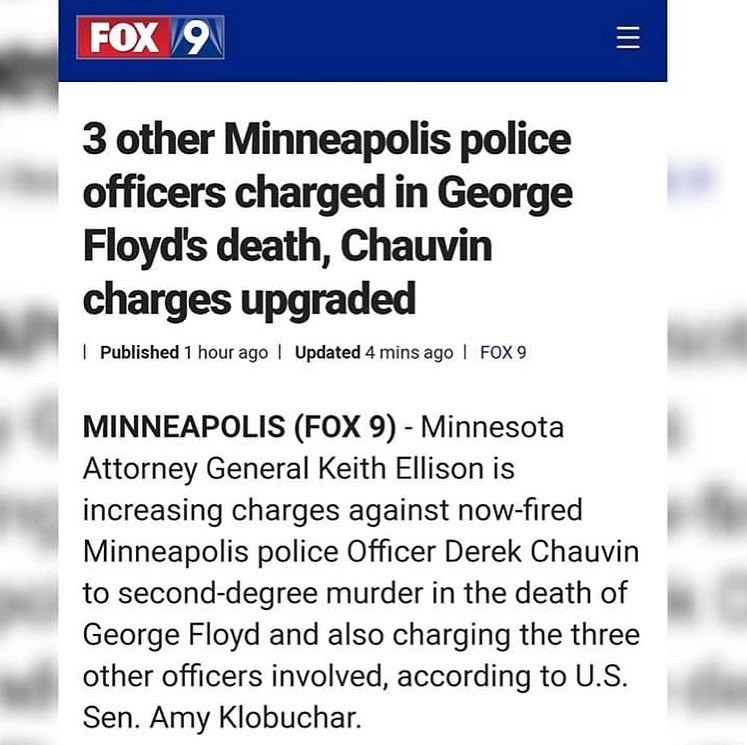 FOX 9
3 other Minneapolis police
officers charged in George
Floyd's death, Chauvin
charges upgraded
| Published 1 hour ago | Updated 4 mins ago | FOX 9
MINNEAPOLIS (FOX 9) - Minnesota
Attorney General Keith Ellison is
increasing charges against now-fired
Minneapolis police Officer Derek Chauvin
to second-degree murder in the death of
George Floyd and also charging the three
other officers involved, according to U.S.
Sen. Amy Klobuchar.